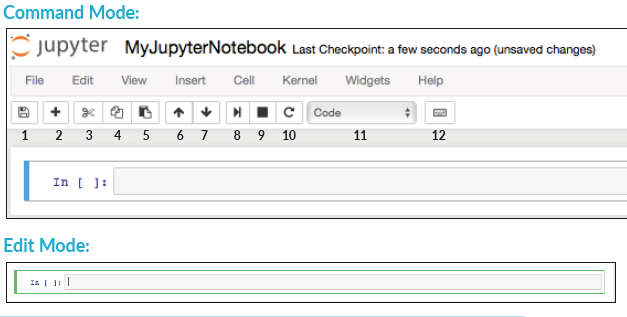 Command Mode:
jupyter MyJupyterNotebook Last Checkpoint: a few seconds ago (unsaved changes)
File Edit View Insert Cell Kernel Widgets Help
Code
1 2 3 4 5 6 7 8 9 10 11 12
In [ ]:
Edit Mode:
In [ ]: